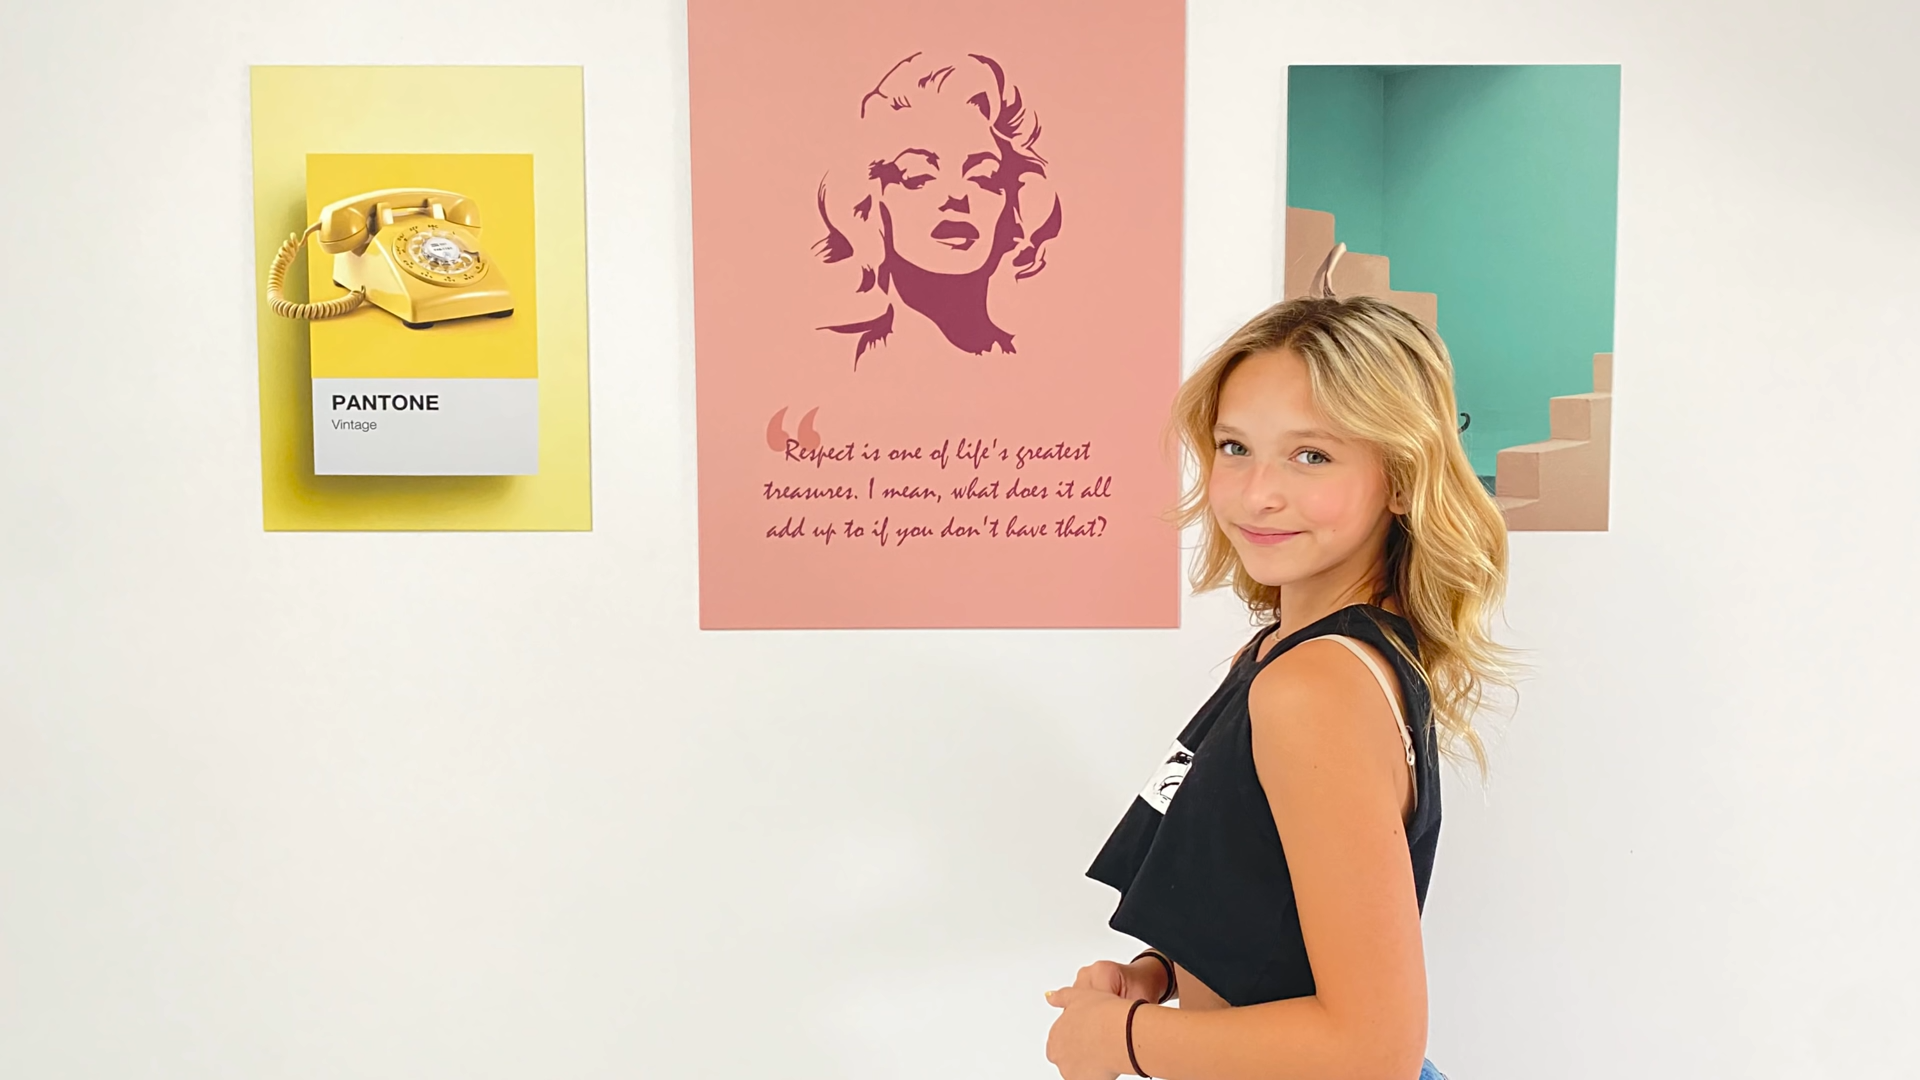 PANTONE
Vintage
Respect is one of life's greatest
treasures. I mean, what does it all
add up to if you don't have that?